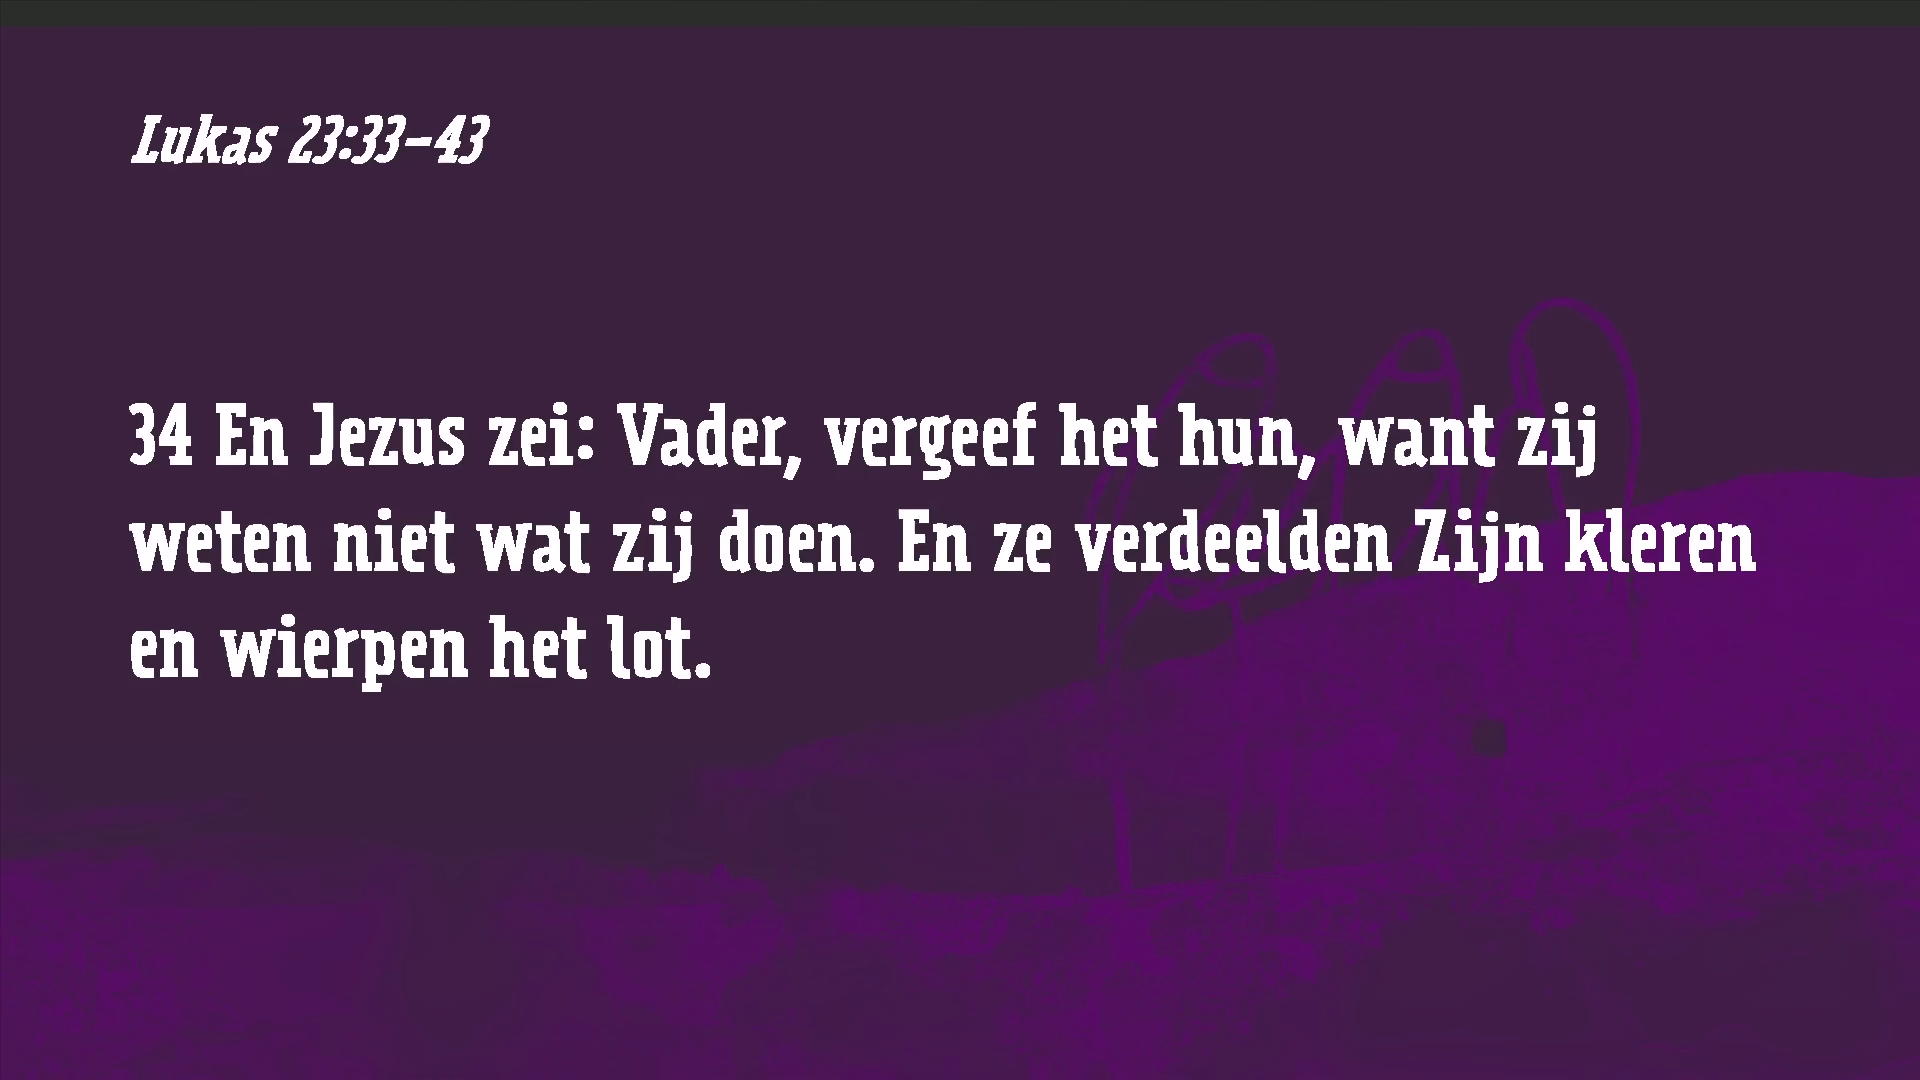 Lukas 23:33–43
34 En Jezus zei: Vader, vergeef het hun, want zij
weten niet wat zij doen. En ze verdeelden Zijn kleren
en wierpen het lot.